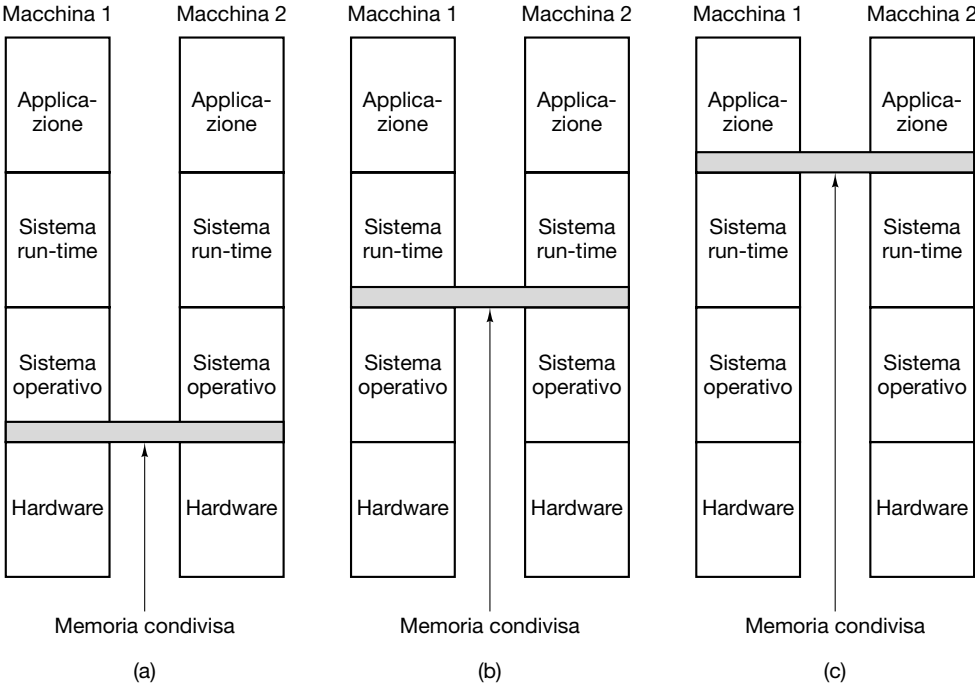 Macchina 1 Macchina 2 Macchina 1 Macchina 2 Macchina 1 Macchina 2
Applica-
zione
Applica-
zione
Applica-
zione
Applica-
zione
Applica-
zione
Applica-
zione
Sistema
run-time
Sistema
run-time
Sistema
run-time
Sistema
run-time
Sistema
run-time
Sistema
run-time
Sistema
operativo
Sistema
operativo
Sistema
operativo
Sistema
operativo
Sistema
operativo
Sistema
operativo
Hardware
Hardware
Hardware
Hardware
Hardware
Hardware
Memoria condivisa
Memoria condivisa
Memoria condivisa
(a)
(b)
(c)